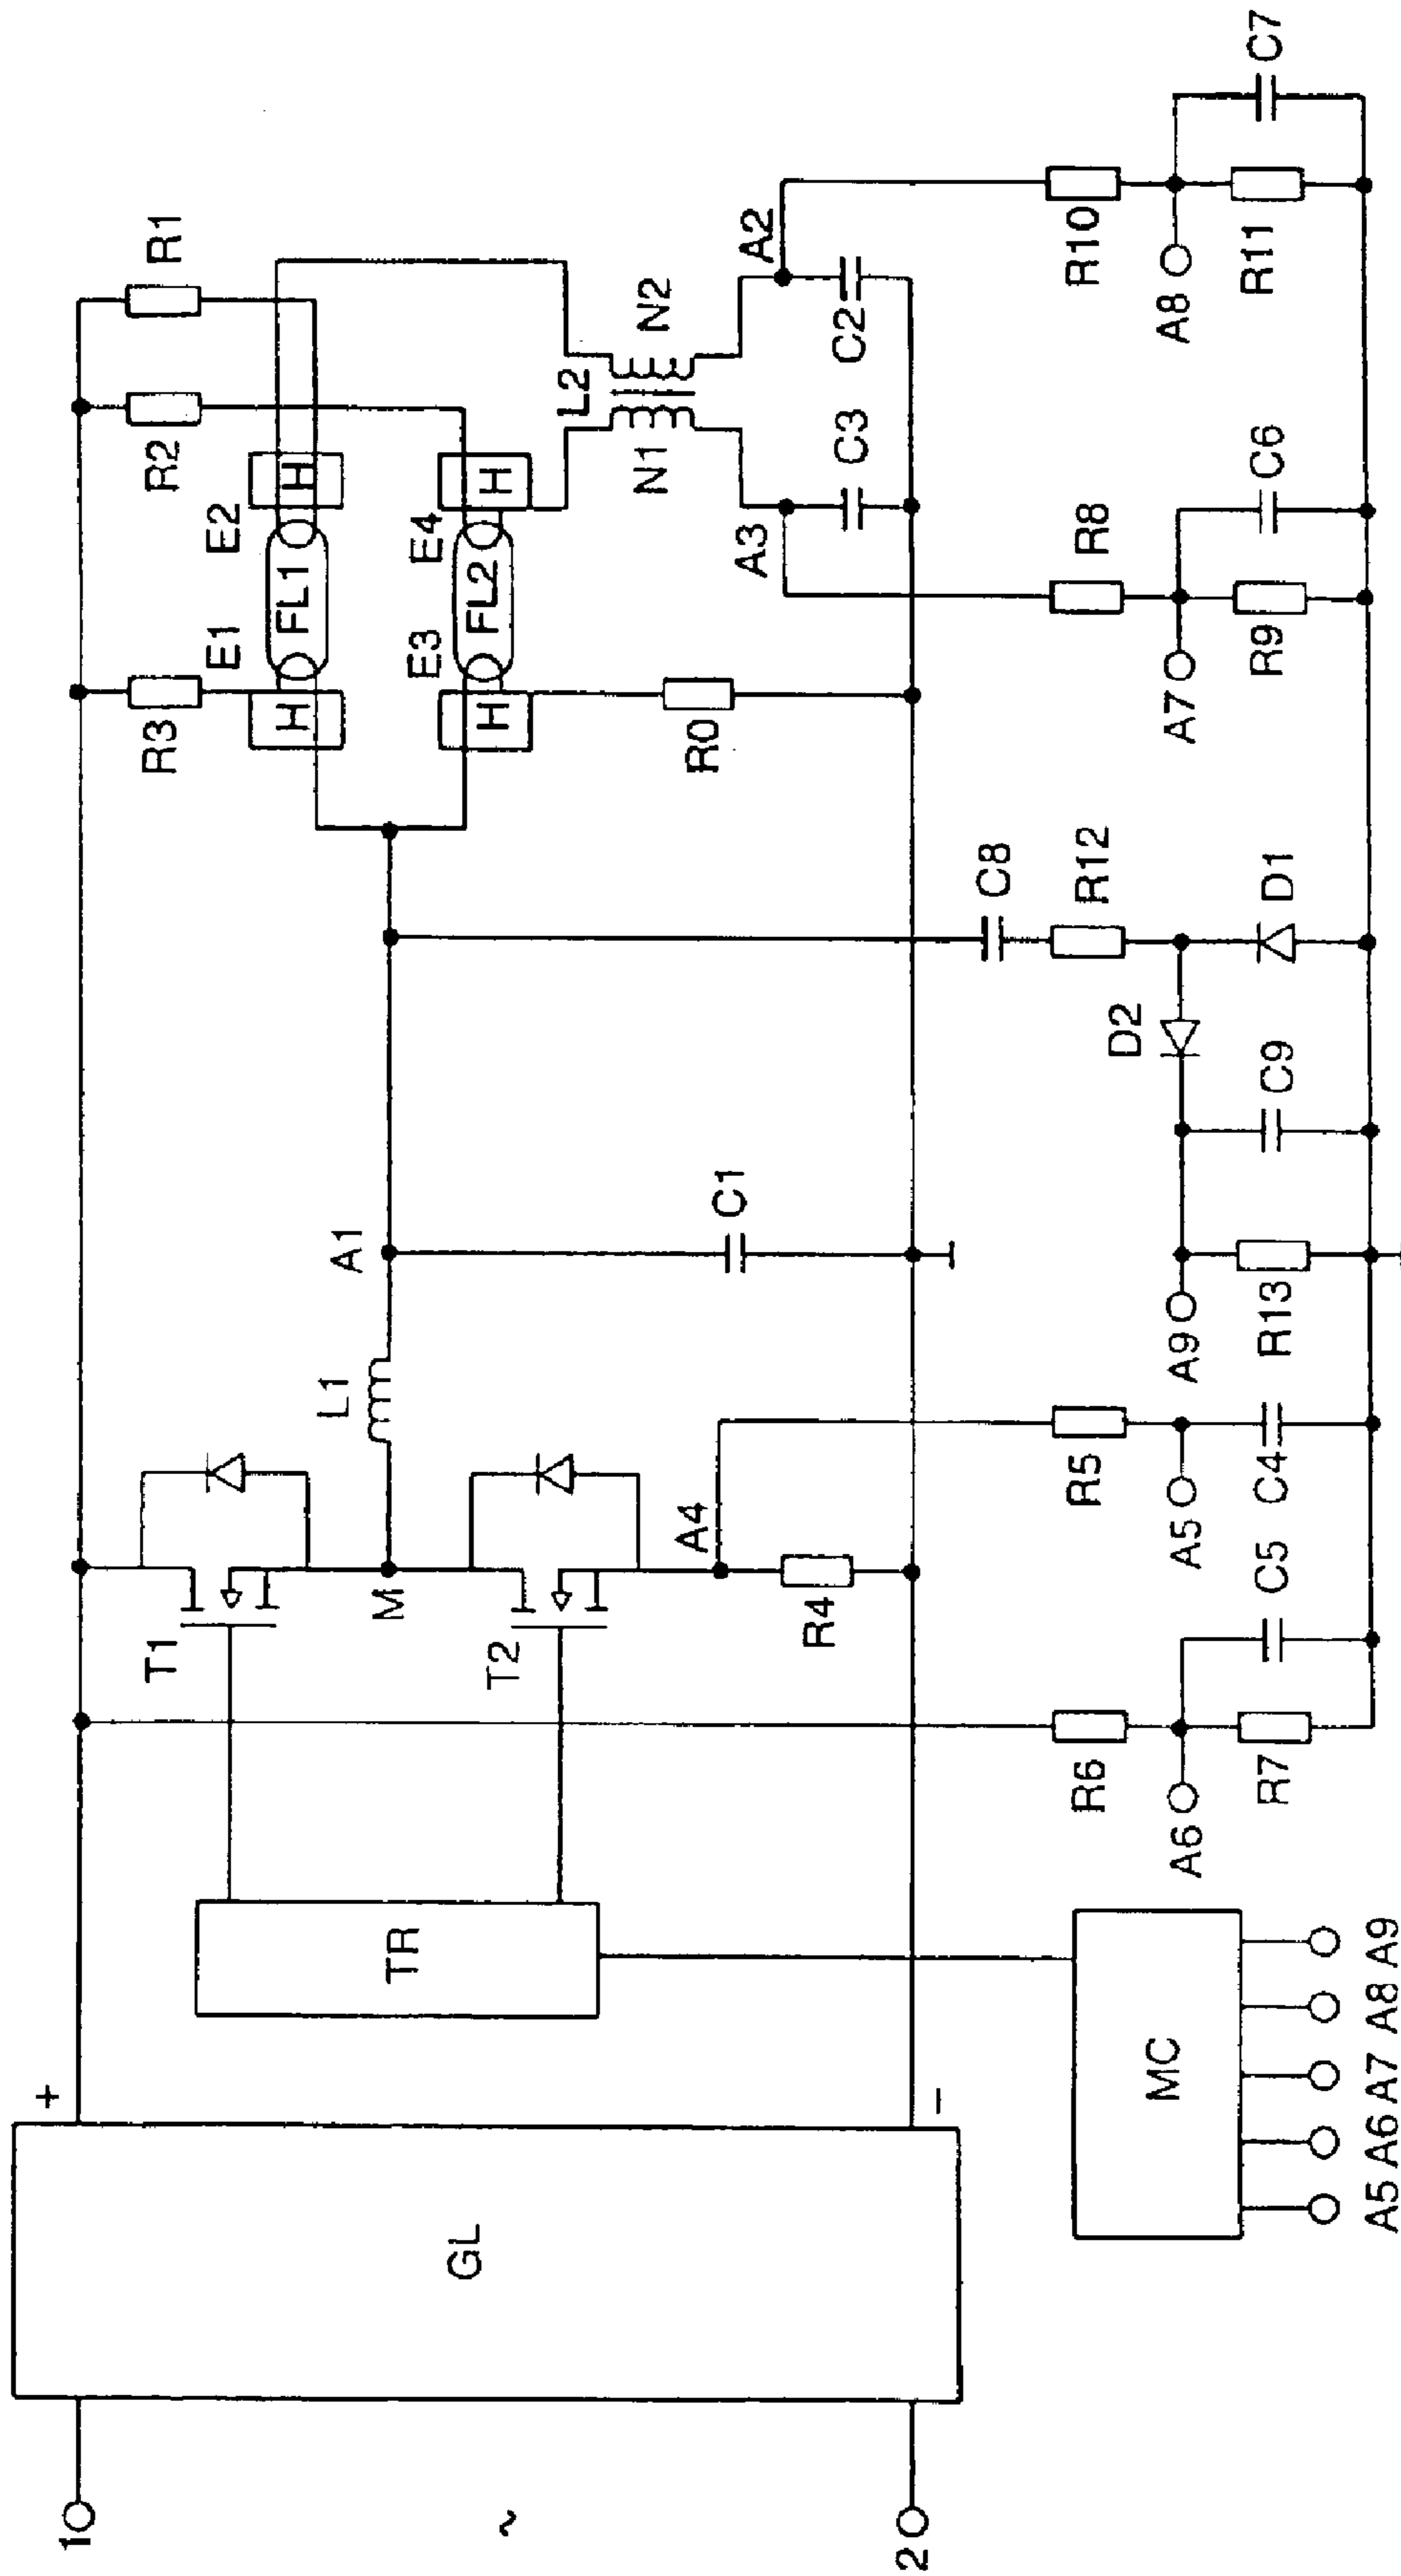 1
~
2
GL
+
−
TR
MC
A5 A6 A7 A8 A9
T1
T2
M
L1
A1
A4
R4
C1
R3
R2
R1
E1
FL1
E2
H
H
E3
FL2
E4
H
H
R0
L2
N1
N2
A3
A2
C3
C2
R6
A6
R7
C5
R5
A5
C4
A9
R13
C9
D2
C8
R12
D1
R8
A7
R9
C6
R10
A8
R11
C7